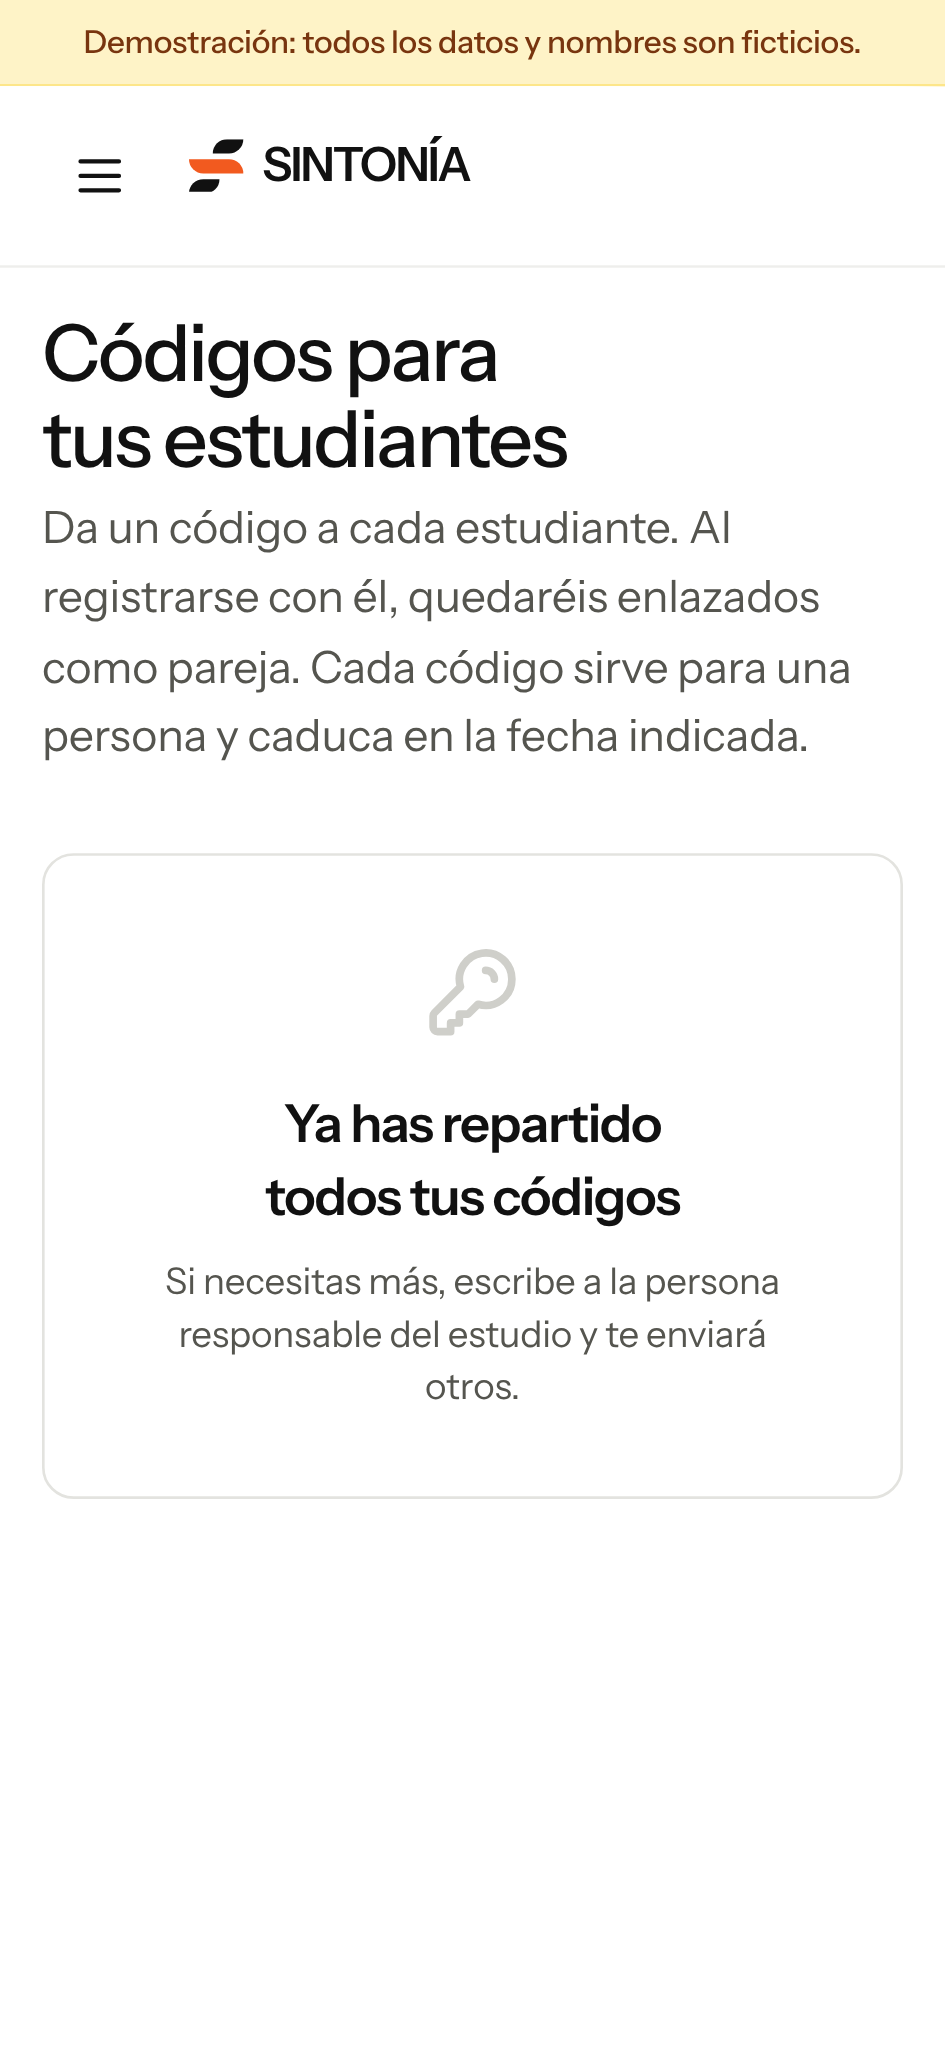 Demostración: todos los datos y nombres son ficticios.
SINTONÍA
Códigos para
tus estudiantes
Da un código a cada estudiante. Al
registrarse con él, quedaréis enlazados
como pareja. Cada código sirve para una
persona y caduca en la fecha indicada.
Ya has repartido
todos tus códigos
Si necesitas más, escribe a la persona
responsable del estudio y te enviará
otros.